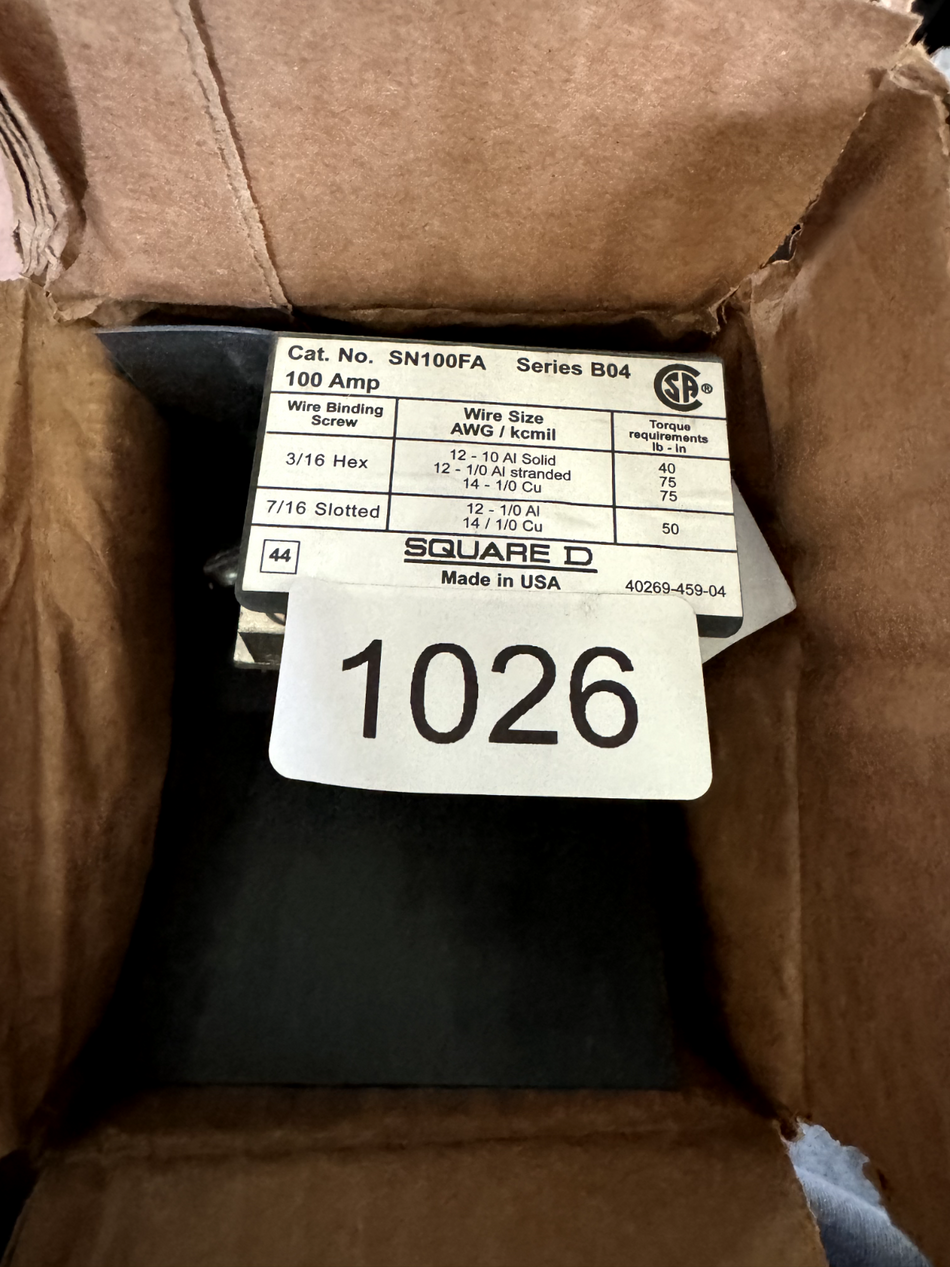 Cat. No. SN100FA Series B04
100 Amp
CSA®
Wire Binding
Screw
Wire Size
AWG / kcmil
Torque
requirements
lb - in
3/16 Hex
12 - 10 Al Solid
12 - 1/0 Al stranded
14 - 1/0 Cu
40
75
75
7/16 Slotted
12 - 1/0 Al
14 / 1/0 Cu
50
44
SQUARE D
Made in USA
40269-459-04
1026